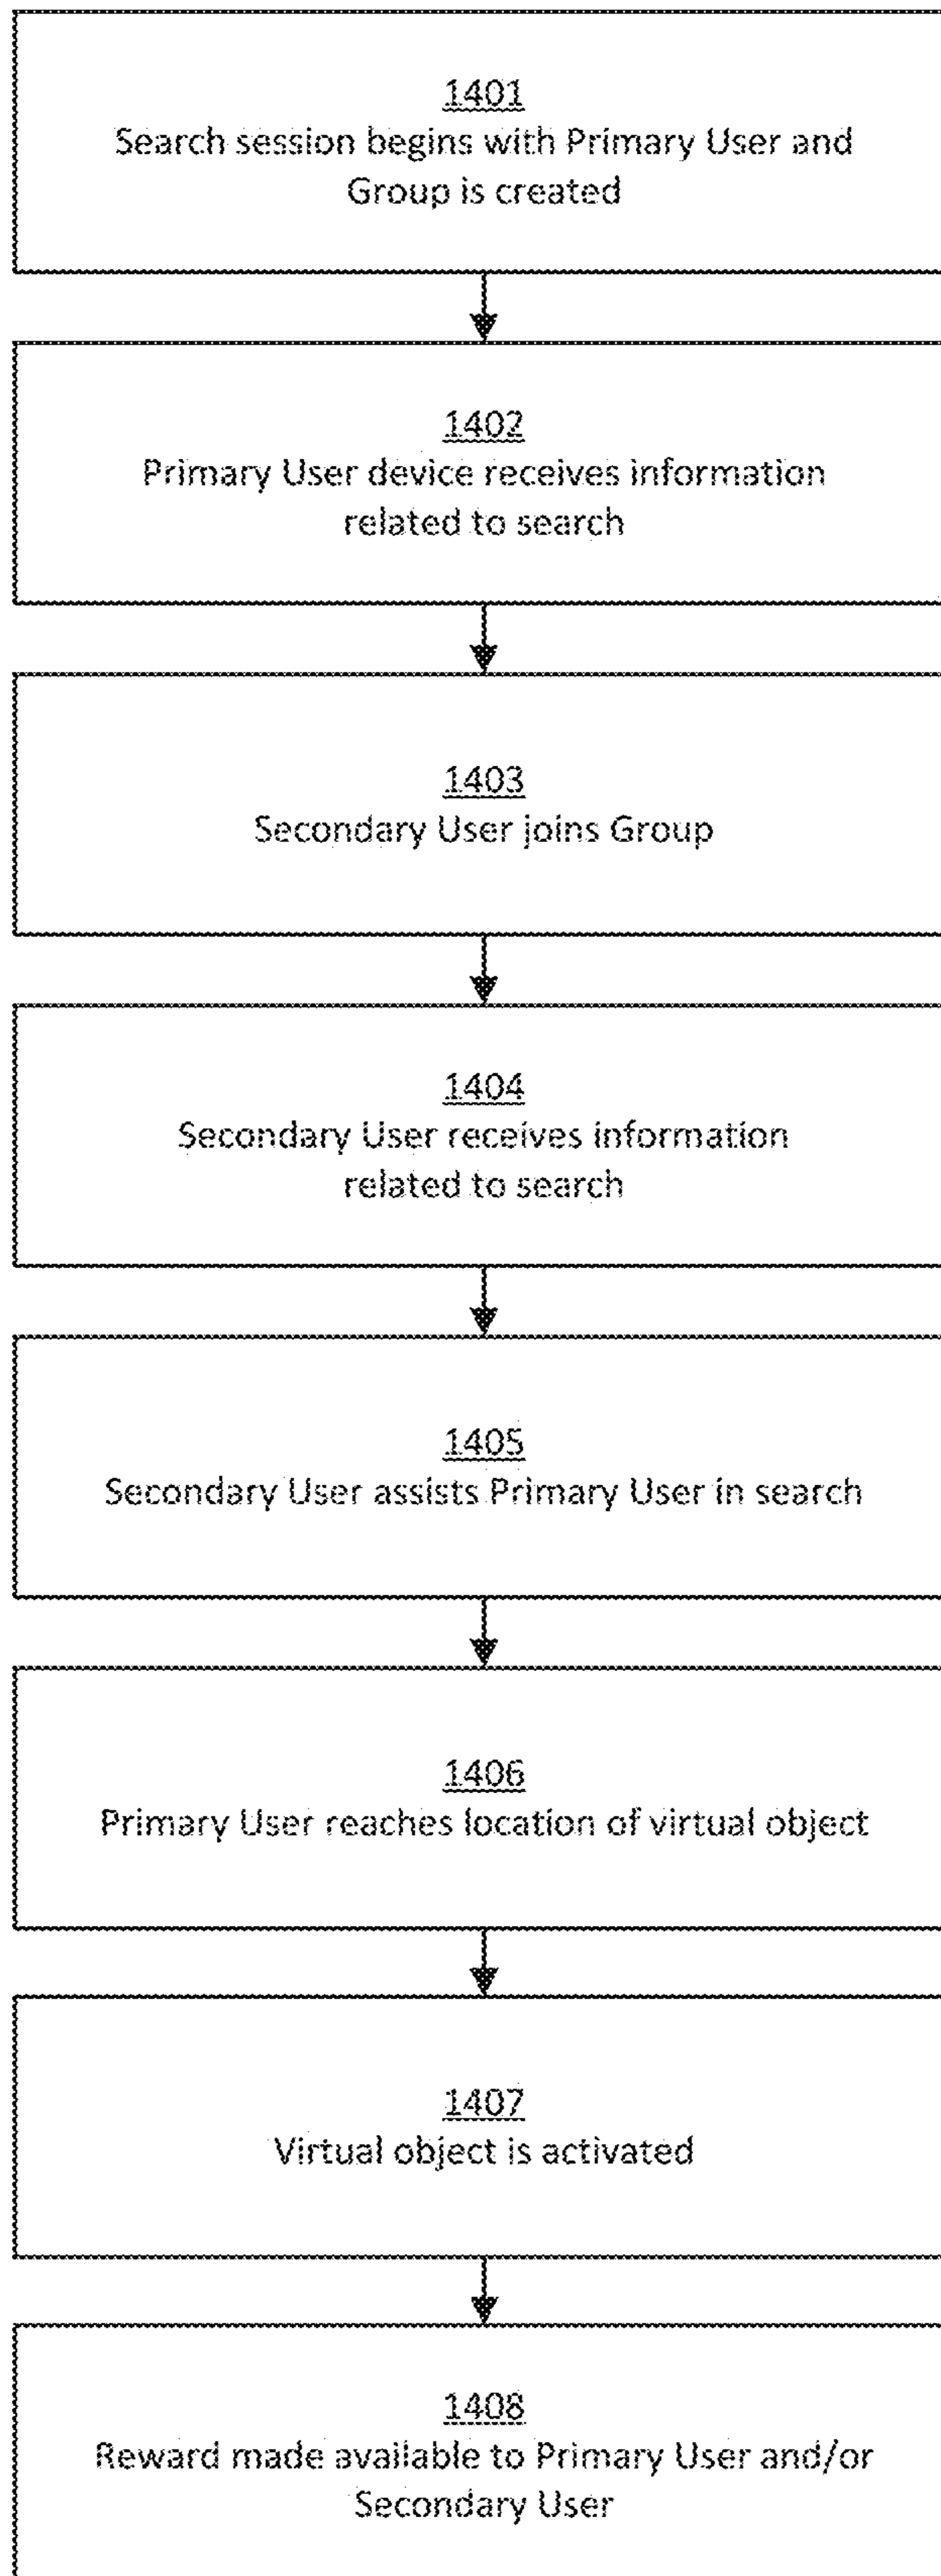 1401
Search session begins with Primary User and
Group is created
1402
Primary User device receives information
related to search
1403
Secondary User joins Group
1404
Secondary User receives information
related to search
1405
Secondary User assists Primary User in search
1406
Primary User reaches location of virtual object
1407
Virtual object is activated
1408
Reward made available to Primary User and/or
Secondary User